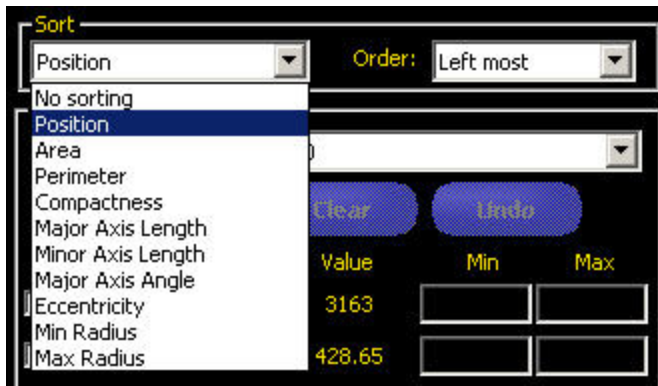 Sort
Position Order: Left most
No sorting
Position
Area
)
Perimeter
Compactness
Clear Undo
Major Axis Length
Minor Axis Length
Value Min Max
Major Axis Angle
Eccentricity
3163
Min Radius
Max Radius
428.65